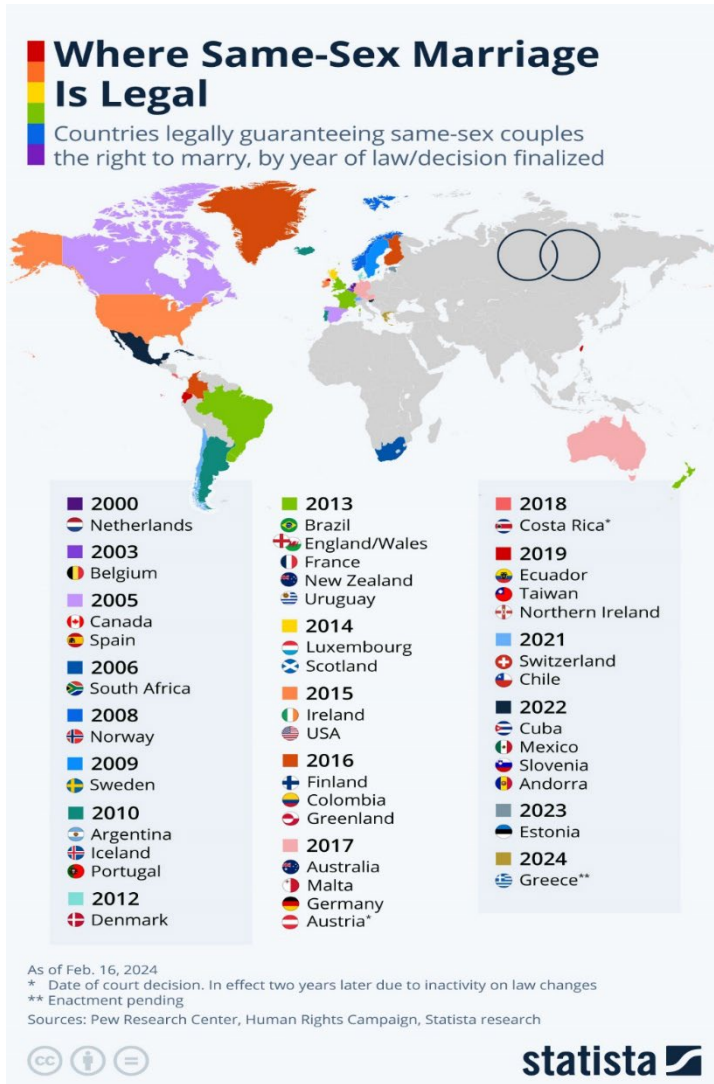 Where Same-Sex Marriage
Is Legal
Countries legally guaranteeing same-sex couples
the right to marry, by year of law/decision finalized
2000
Netherlands
2003
Belgium
2005
Canada
Spain
2006
South Africa
2008
Norway
2009
Sweden
2010
Argentina
Iceland
Portugal
2012
Denmark
2013
Brazil
England/Wales
France
New Zealand
Uruguay
2014
Luxembourg
Scotland
2015
Ireland
USA
2016
Finland
Colombia
Greenland
2017
Australia
Malta
Germany
Austria*
2018
Costa Rica*
2019
Ecuador
Taiwan
Northern Ireland
2021
Switzerland
Chile
2022
Cuba
Mexico
Slovenia
Andorra
2023
Estonia
2024
Greece**
As of Feb. 16, 2024
* Date of court decision. In effect two years later due to inactivity on law changes
** Enactment pending
Sources: Pew Research Center, Human Rights Campaign, Statista research
cc
statista